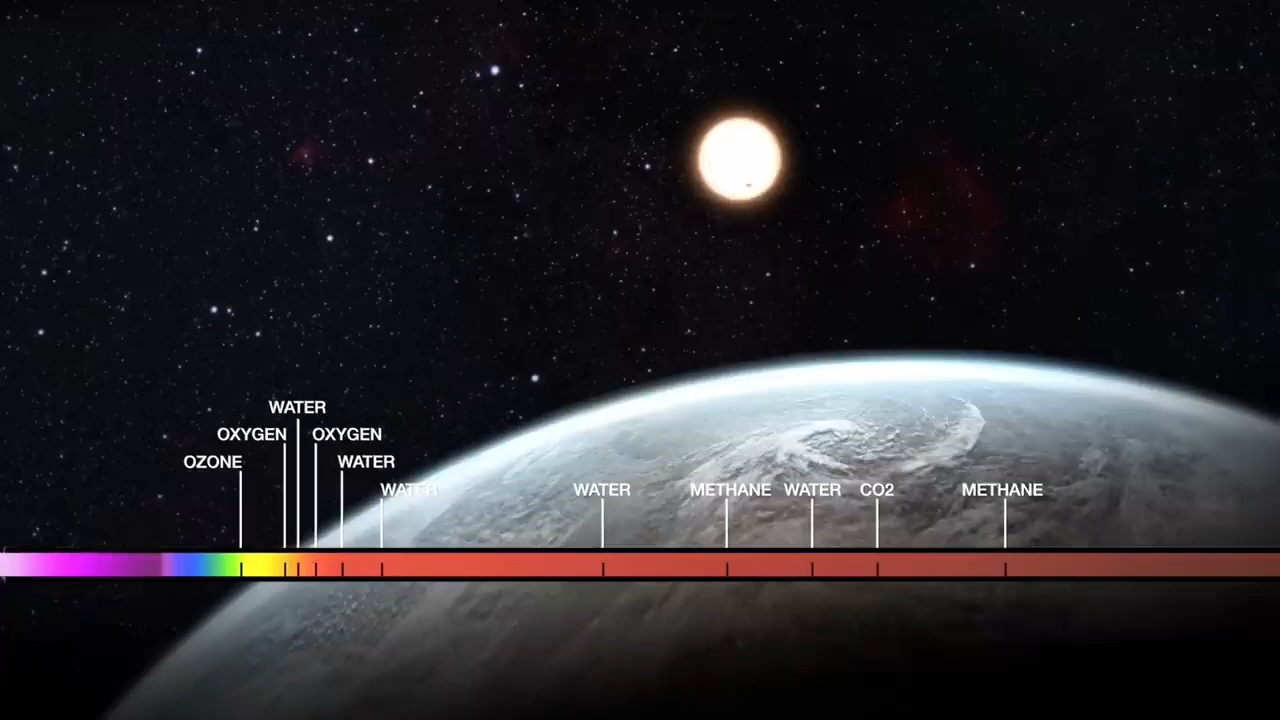 WATER
OXYGEN OXYGEN
OZONE WATER
WATER WATER METHANE WATER CO2 METHANE